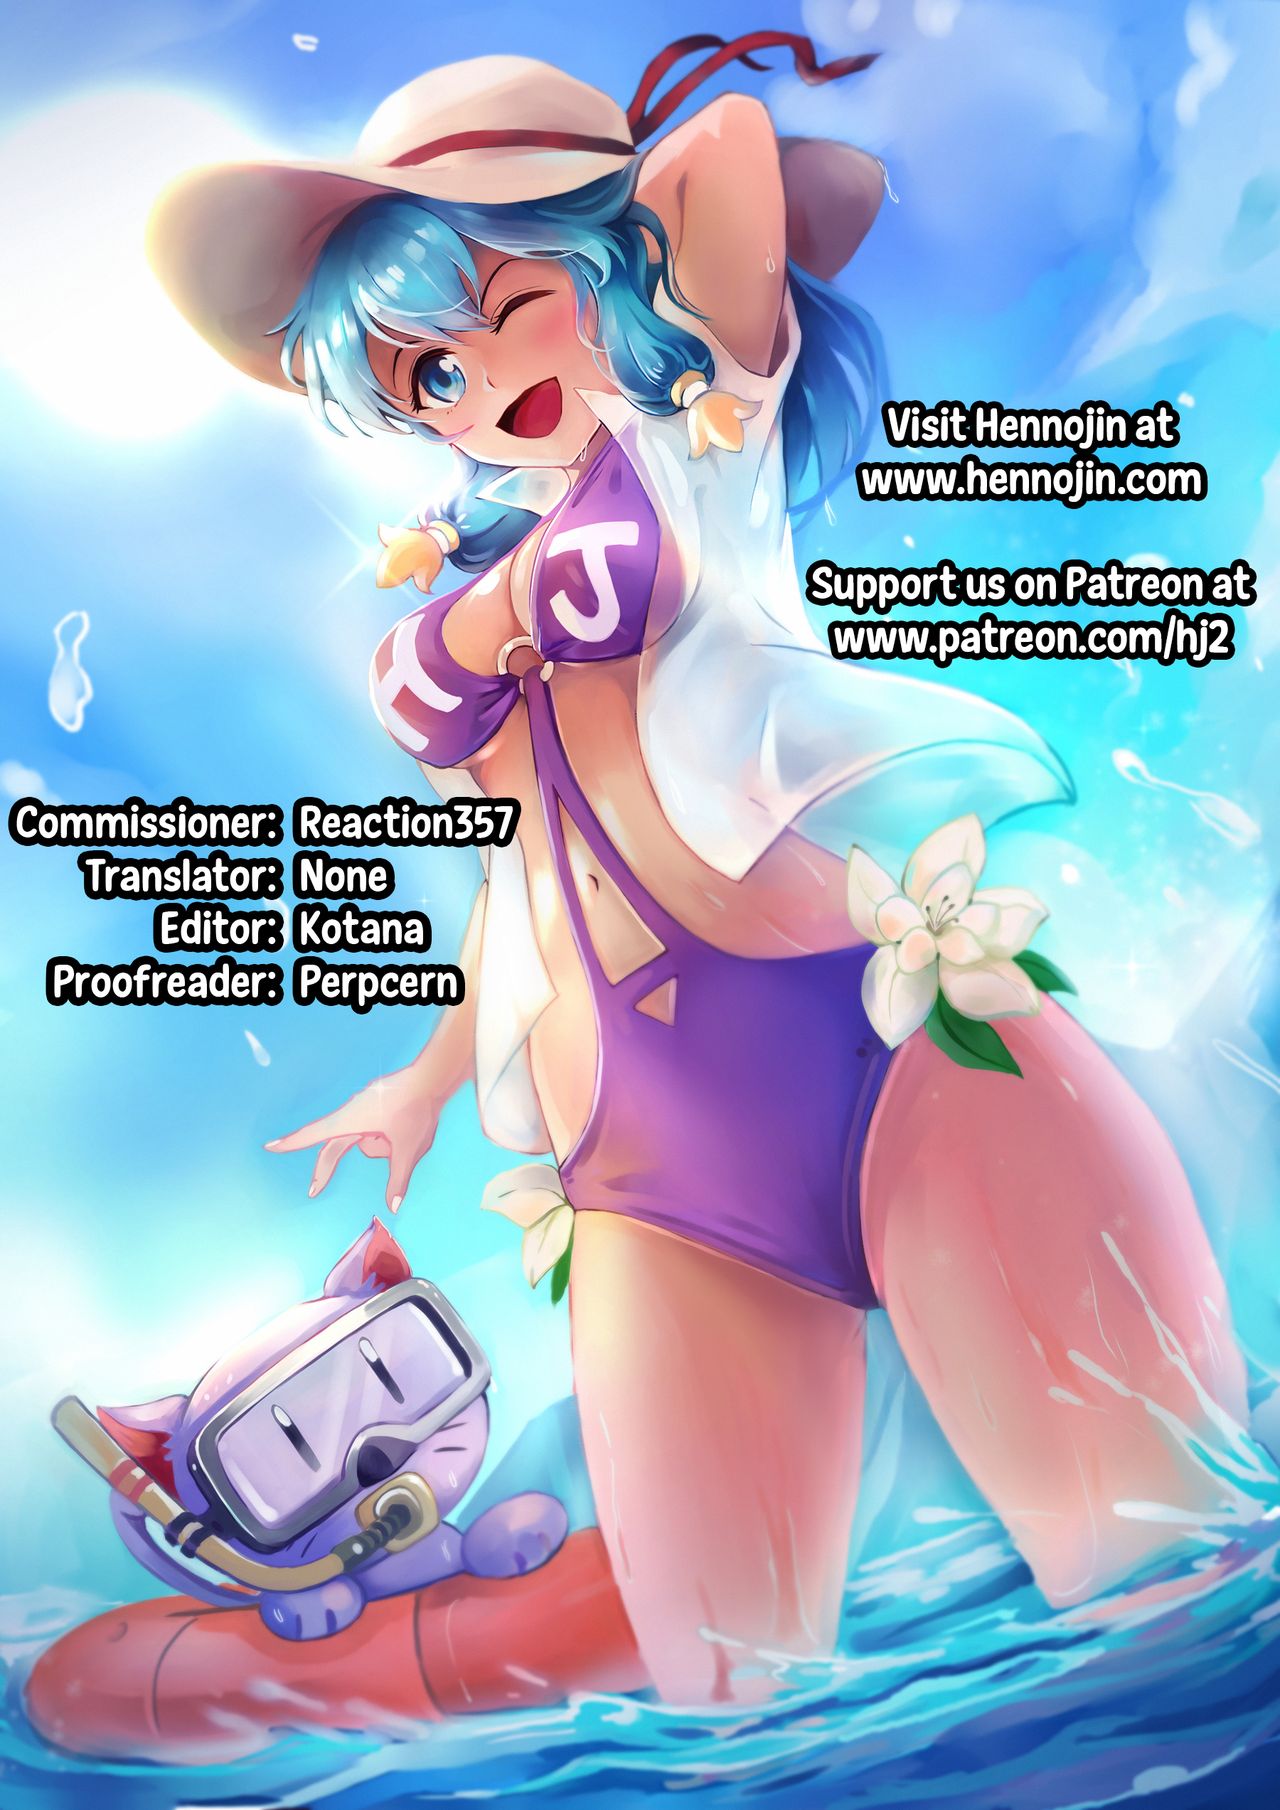 Visit Hennojin at
www.hennojin.com
Support us on Patreon at
www.patreon.com/hj2
H J
Commissioner: Reaction357
Translator: None
Editor: Kotana
Proofreader: Perpcern